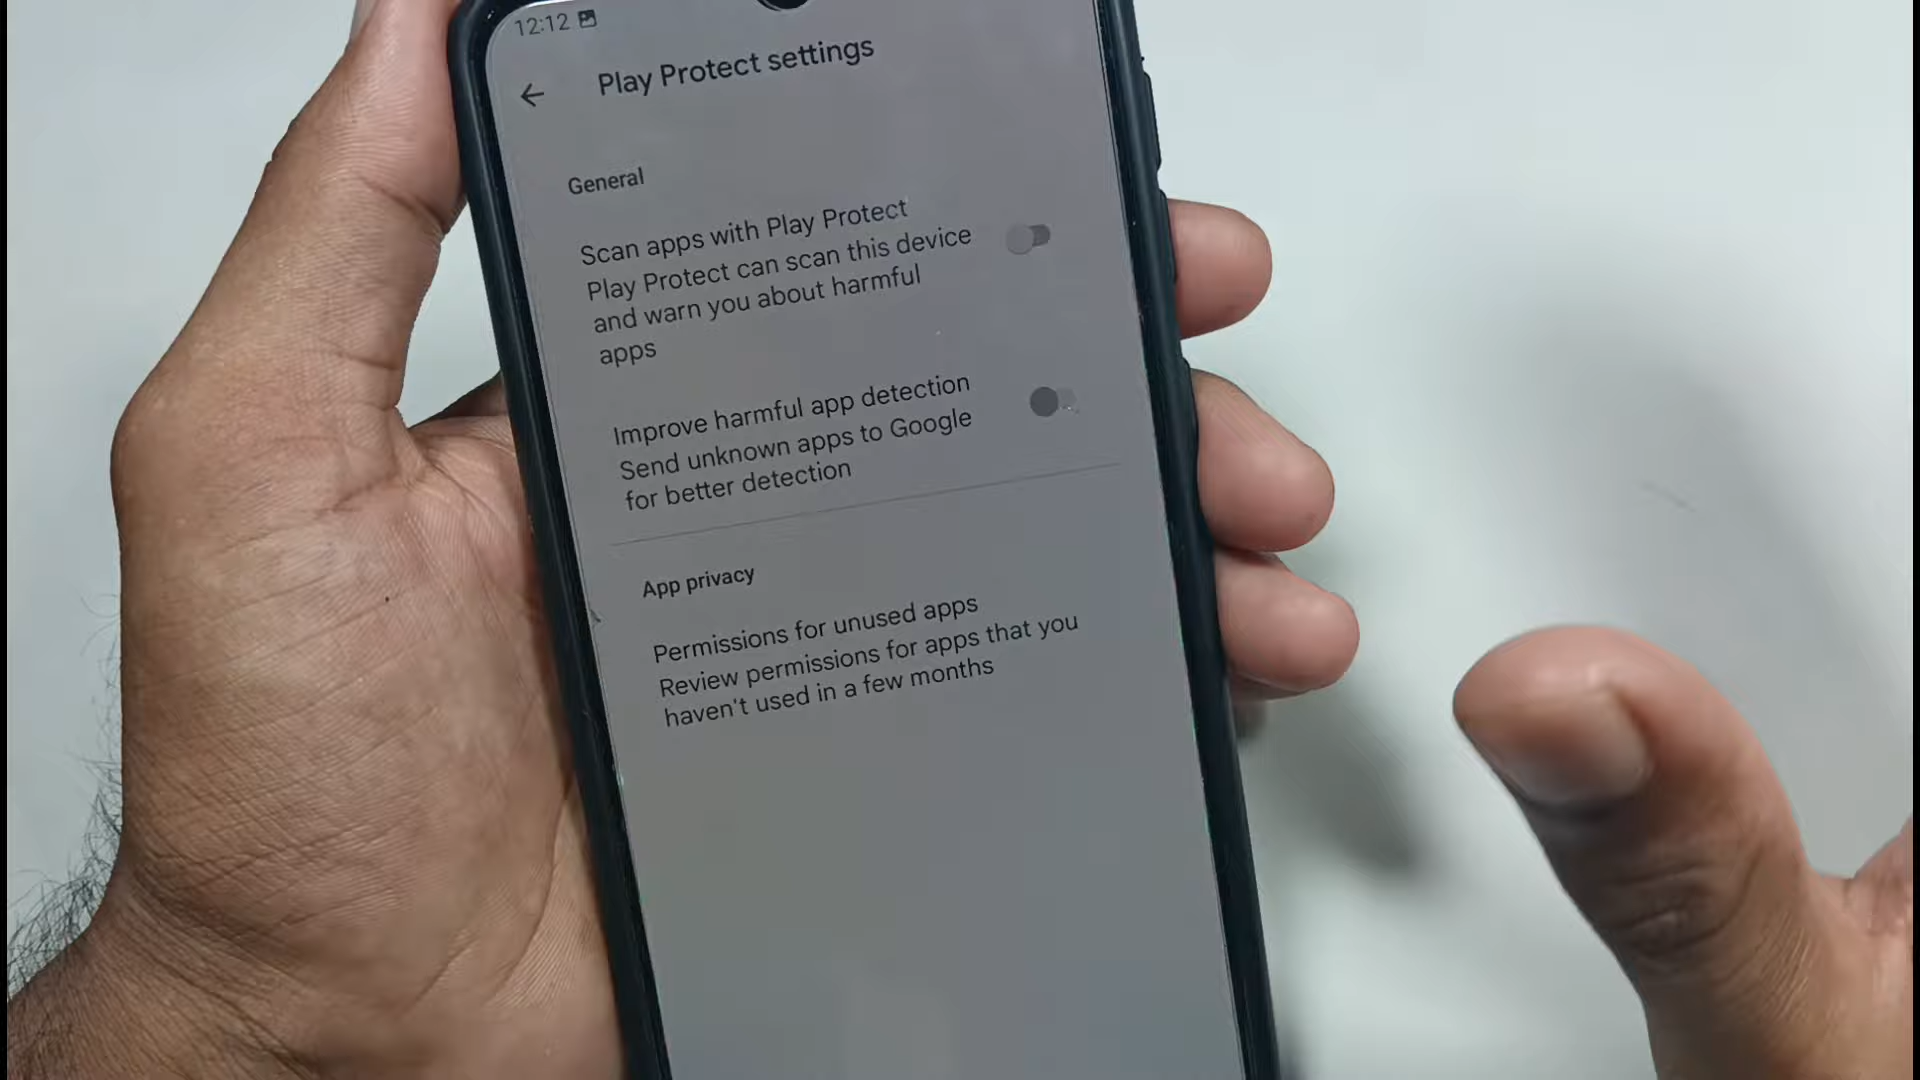 12:12
Play Protect settings
General
Scan apps with Play Protect
Play Protect can scan this device
and warn you about harmful
apps
Improve harmful app detection
Send unknown apps to Google
for better detection
App privacy
Permissions for unused apps
Review permissions for apps that you
haven't used in a few months